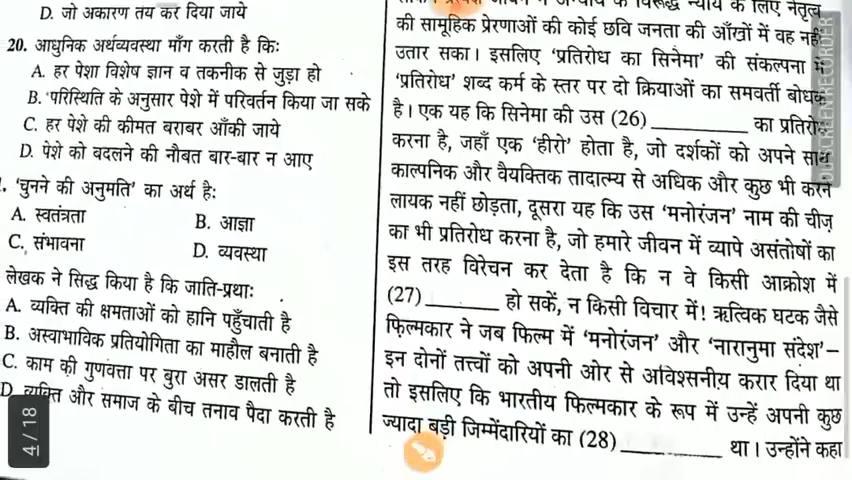 D. जो अकारण तय कर दिया जाये
20. आधुनिक अर्थव्यवस्था माँग करती है किः
A. हर पेशा विशेष ज्ञान व तकनीक से जुड़ा हो
B. परिस्थिति के अनुसार पेशे में परिवर्तन किया जा सके
C. हर पेशे की कीमत बराबर आँकी जाये
D. पेशे को बदलने की नौबत बार-बार न आए
. 'चुनने की अनुमति' का अर्थ हैः
A. स्वतंत्रता
B. आज्ञा
C. संभावना
D. व्यवस्था
लेखक ने सिद्ध किया है कि जाति-प्रथाः
A. व्यक्ति की क्षमताओं को हानि पहुँचाती है
B. अस्वाभाविक प्रतियोगिता का माहौल बनाती है
C. काम की गुणवत्ता पर बुरा असर डालती है
D. व्यक्ति और समाज के बीच तनाव पैदा करती है
4/18
के विरूद्ध न्याय के लिए नेतृत्व
की सामूहिक प्रेरणाओं की कोई छवि जनता की आँखों में वह नहीं
उतार सका। इसलिए 'प्रतिरोध का सिनेमा' की संकल्पना में
'प्रतिरोध' शब्द कर्म के स्तर पर दो क्रियाओं का समवर्ती बोधक
है। एक यह कि सिनेमा की उस (26) ________ का प्रतिरोध
करना है, जहाँ एक 'हीरो' होता है, जो दर्शकों को अपने साथ
काल्पनिक और वैयक्तिक तादात्म्य से अधिक और कुछ भी करने
लायक नहीं छोड़ता, दूसरा यह कि उस 'मनोरंजन' नाम की चीज़
का भी प्रतिरोध करना है, जो हमारे जीवन में व्यापे असंतोषों का
इस तरह विरेचन कर देता है कि न वे किसी आक्रोश में
(27) ________ हो सकें, न किसी विचार में! ऋत्विक घटक जैसे
फ़िल्मकार ने जब फिल्म में 'मनोरंजन' और 'नारानुमा संदेश'–
इन दोनों तत्त्वों को अपनी ओर से अविश्सनीय करार दिया था
तो इसलिए कि भारतीय फिल्मकार के रूप में उन्हें अपनी कुछ
ज्यादा बड़ी जिम्मेंदारियों का (28) ________ था। उन्होंने कहा
SCREEN RECORDER